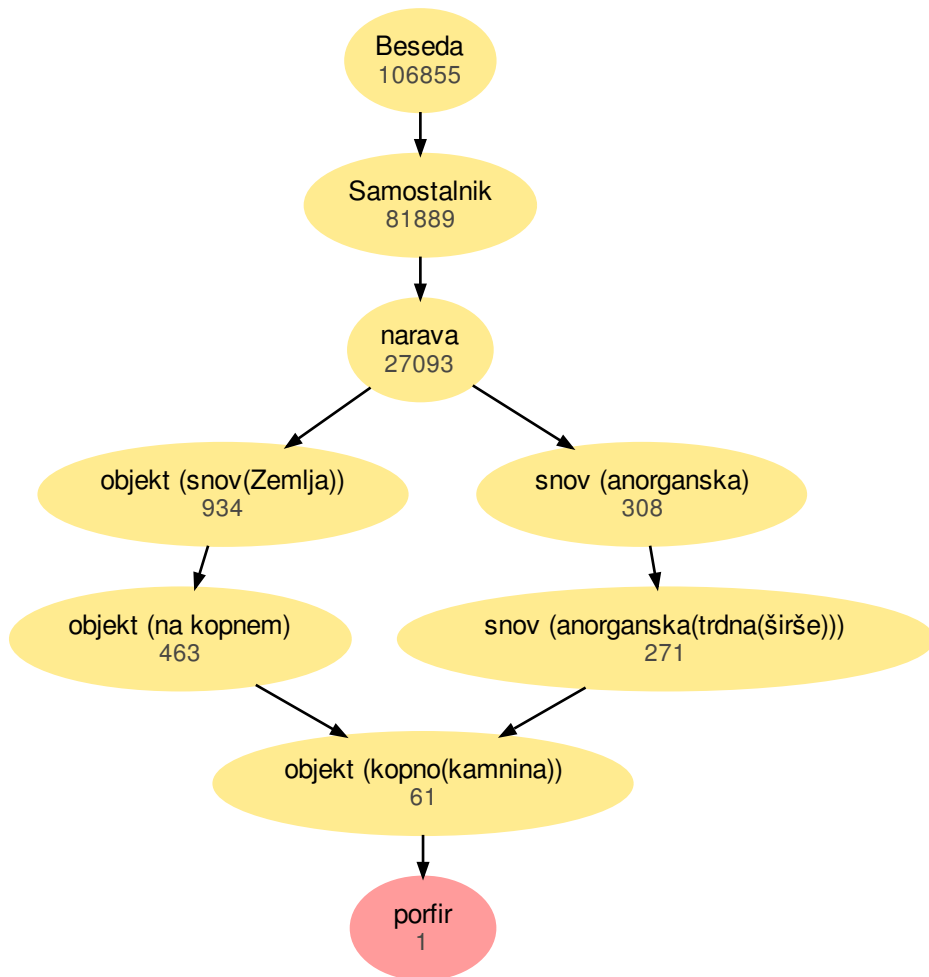 Beseda
106855
Samostalnik
81889
narava
27093
objekt (snov(Zemlja))
934
snov (anorganska)
308
objekt (na kopnem)
463
snov (anorganska(trdna(širše)))
271
objekt (kopno(kamnina))
61
porfir
1